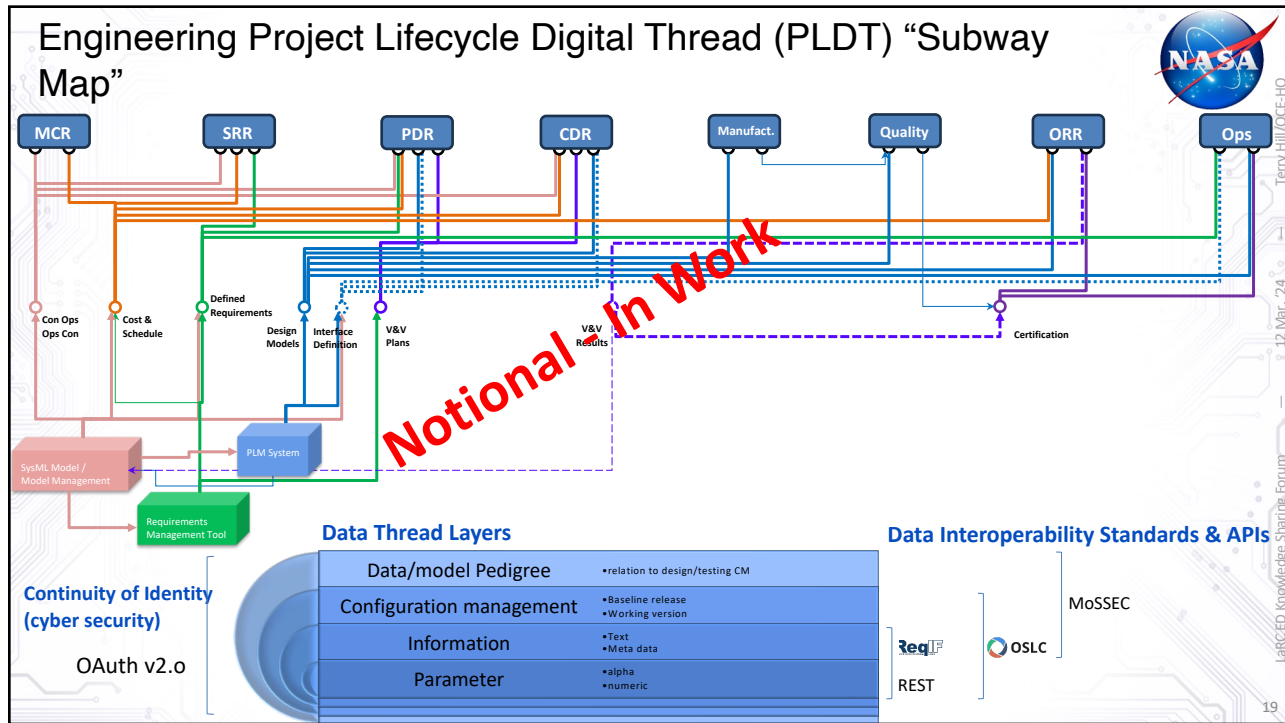 Engineering Project Lifecycle Digital Thread (PLDT) “Subway
Map”
NASA
MCR
SRR
PDR
CDR
Manufact.
Quality
ORR
Ops
Con Ops
Ops Con
Cost &
Schedule
Defined
Requirements
Design
Models
Interface
Definition
V&V
Plans
V&V
Results
Certification
Notional - In Work
SysML Model /
Model Management
PLM System
Requirements
Management Tool
Data Thread Layers
Data Interoperability Standards & APIs
Continuity of Identity
(cyber security)
OAuth v2.o
Data/model Pedigree
•relation to design/testing CM
Configuration management
•Baseline release
•Working version
Information
•Text
•Meta data
Parameter
•alpha
•numeric
ReqIF
REST
OSLC
MoSSEC
LaRC ED Knowledge Sharing Forum — 12 Mar, '24 — Terry Hill/OCE-HQ
19